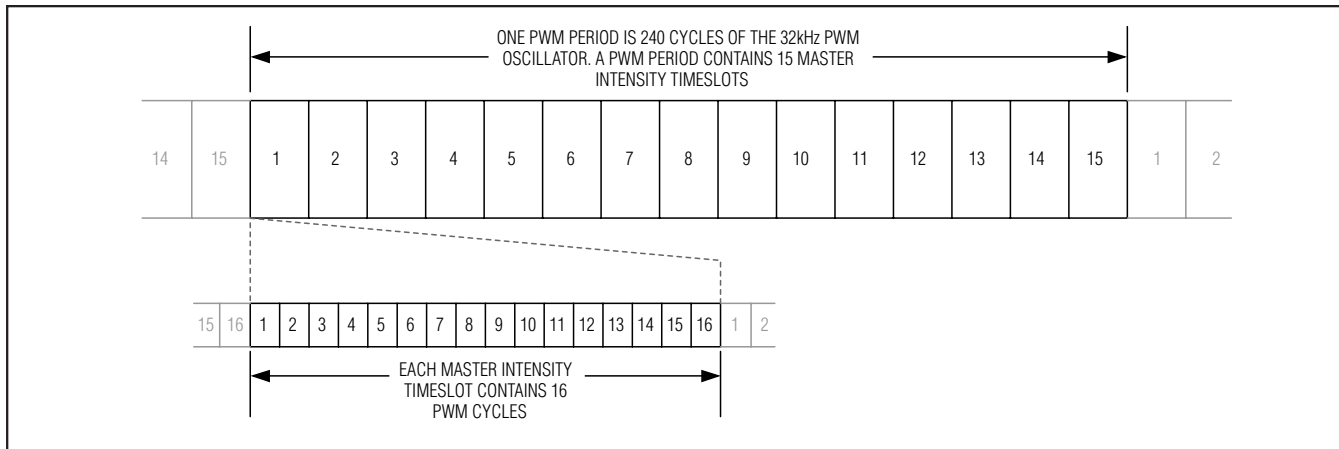 ONE PWM PERIOD IS 240 CYCLES OF THE 32kHz PWM
OSCILLATOR. A PWM PERIOD CONTAINS 15 MASTER
INTENSITY TIMESLOTS
14 15 1 2 3 4 5 6 7 8 9 10 11 12 13 14 15 1 2
15 16 1 2 3 4 5 6 7 8 9 10 11 12 13 14 15 16 1 2
EACH MASTER INTENSITY
TIMESLOT CONTAINS 16
PWM CYCLES